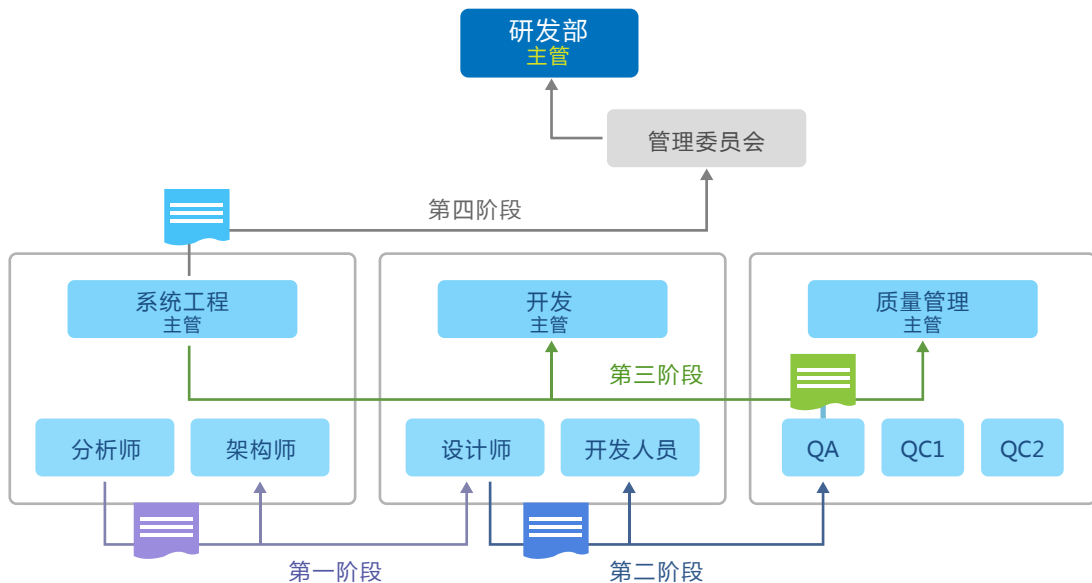 研发部
主管
管理委员会
第四阶段
系统工程
主管
开发
主管
质量管理
主管
第三阶段
分析师
架构师
设计师
开发人员
QA
QC1
QC2
第一阶段
第二阶段